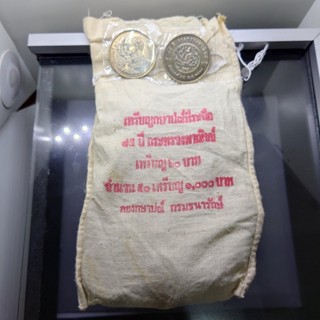 เหรียญกษาปณ์ที่ระลึก
๗๕ ปี กระทรวงพาณิชย์
เหรียญ ๒๐ บาท
จำนวน ๕๐ เหรียญ ๑,๐๐๐ บาท
กองกษาปณ์ กรมธนารักษ์